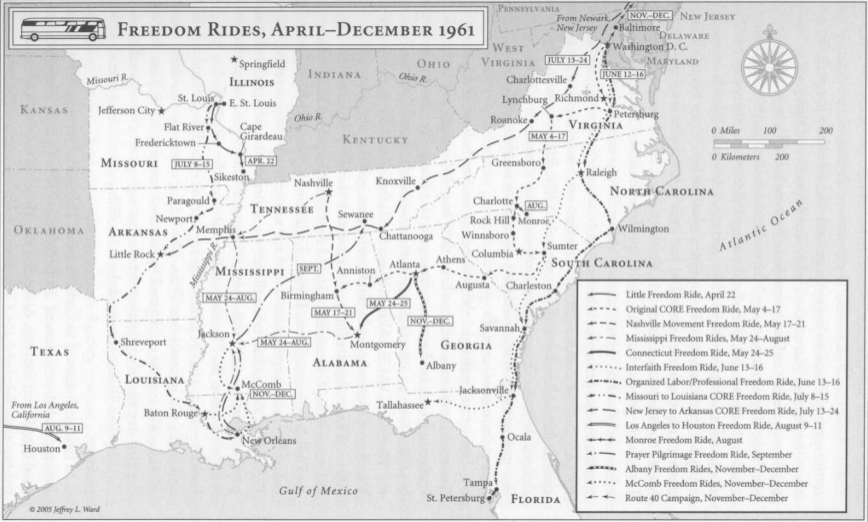 FREEDOM RIDES, APRIL–DECEMBER 1961
PENNSYLVANIA
From Newark,
New Jersey
NOV.–DEC.
NEW JERSEY
Baltimore
DELAWARE
Washington D. C.
MARYLAND
WEST
VIRGINIA
OHIO
INDIANA
Ohio R.
Springfield
ILLINOIS
Missouri R.
JULY 13–24
JUNE 12–16
Charlottesville
KANSAS
Jefferson City
St. Louis
E. St. Louis
Lynchburg
Richmond
Petersburg
Ohio R.
Roanoke
VIRGINIA
Flat River
Cape
Girardeau
Fredericktown
KENTUCKY
MAY 4–17
0 Miles 100 200
0 Kilometers 200
MISSOURI
JULY 8–15
APR. 22
Sikeston
Greensboro
Raleigh
Nashville
Knoxville
NORTH CAROLINA
Paragould
TENNESSEE
Charlotte
AUG.
Newport
Sewanee
Rock Hill
Monroe
OKLAHOMA
ARKANSAS
Memphis
Chattanooga
Winnsboro
Wilmington
Atlantic Ocean
Little Rock
Mississippi R.
Columbia
Sumter
SOUTH CAROLINA
MISSISSIPPI
SEPT.
Anniston
Atlanta
Athens
Augusta
Charleston
MAY 24–AUG.
Birmingham
MAY 24–25
MAY 17–21
NOV.–DEC.
Savannah
Jackson
MAY 24–AUG.
Montgomery
GEORGIA
TEXAS
Shreveport
ALABAMA
Albany
LOUISIANA
McComb
NOV.–DEC.
Jacksonville
Tallahassee
From Los Angeles,
California
Baton Rouge
AUG. 9–11
Houston
New Orleans
Ocala
Tampa
Gulf of Mexico
St. Petersburg
FLORIDA
© 2005 Jeffrey L. Ward
Little Freedom Ride, April 22
Original CORE Freedom Ride, May 4–17
Nashville Movement Freedom Ride, May 17–21
Mississippi Freedom Rides, May 24–August
Connecticut Freedom Ride, May 24–25
Interfaith Freedom Ride, June 13–16
Organized Labor/Professional Freedom Ride, June 13–16
Missouri to Louisiana CORE Freedom Ride, July 8–15
New Jersey to Arkansas CORE Freedom Ride, July 13–24
Los Angeles to Houston Freedom Ride, August 9–11
Monroe Freedom Ride, August
Prayer Pilgrimage Freedom Ride, September
Albany Freedom Rides, November–December
McComb Freedom Rides, November–December
Route 40 Campaign, November–December